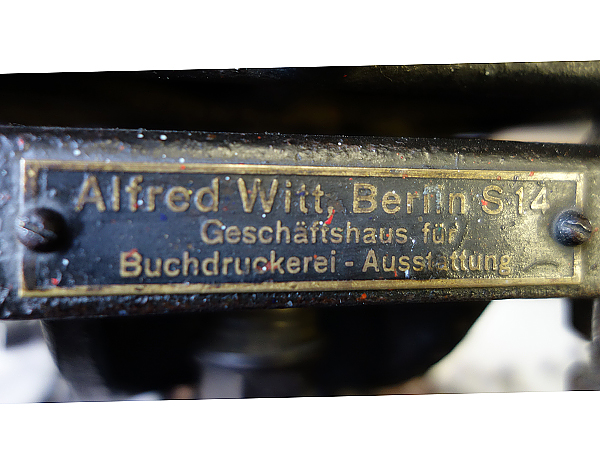 Alfred Witt, Berlin S 14
Geschäftshaus für
Buchdruckerei - Ausstattung